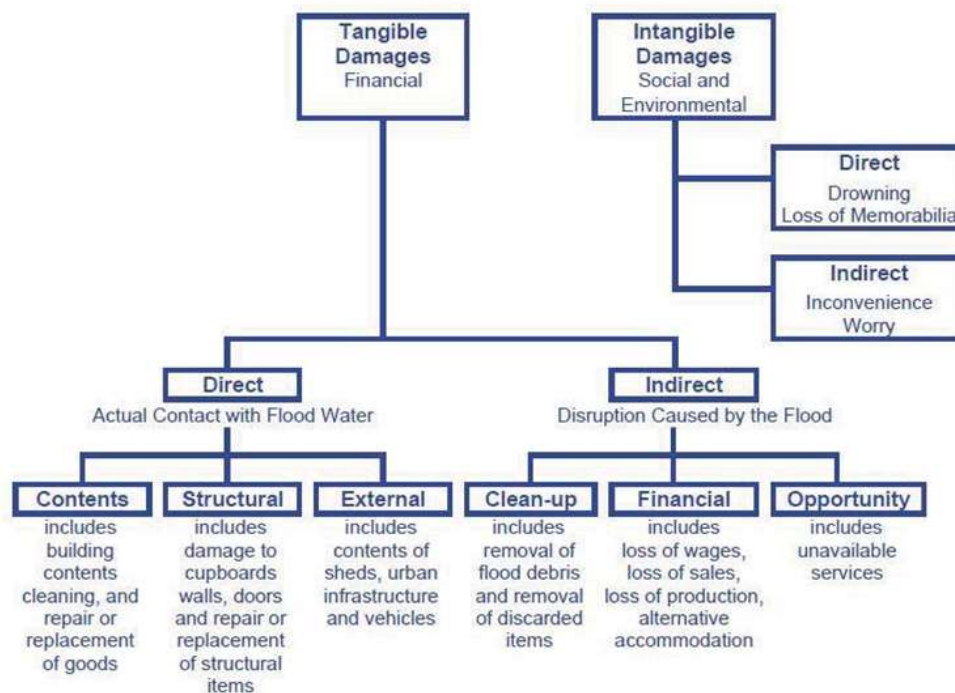 Tangible
Damages
Financial
Intangible
Damages
Social and
Environmental
Direct
Drowning
Loss of Memorabilia
Indirect
Inconvenience
Worry
Direct
Actual Contact with Flood Water
Indirect
Disruption Caused by the Flood
Contents
includes
building
contents
cleaning, and
repair or
replacement
of goods
Structural
includes
damage to
cupboards
walls, doors
and repair or
replacement
of structural
items
External
includes
contents of
sheds, urban
infrastructure
and vehicles
Clean-up
includes
removal of
flood debris
and removal
of discarded
items
Financial
includes
loss of wages,
loss of sales,
loss of production,
alternative
accommodation
Opportunity
includes
unavailable
services